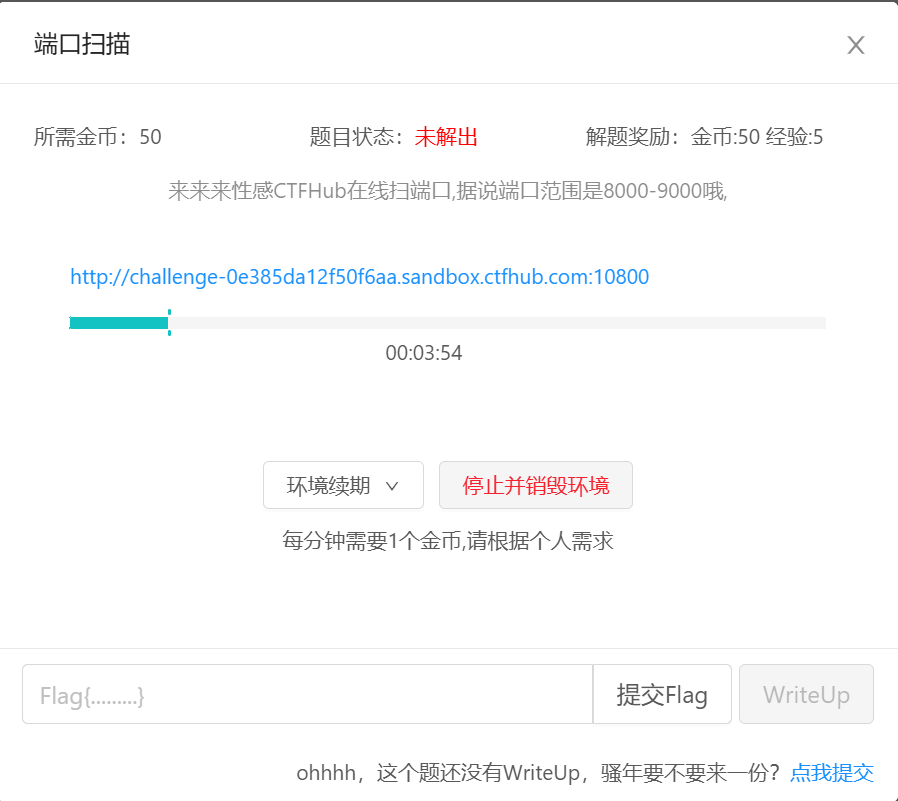 端口扫描
所需金币：50 题目状态：未解出 解题奖励：金币:50 经验:5
来来来性感CTFHub在线扫端口,据说端口范围是8000-9000哦,
http://challenge-0e385da12f50f6aa.sandbox.ctfhub.com:10800
00:03:54
环境续期 停止并销毁环境
每分钟需要1个金币,请根据个人需求
Flag{.........} 提交Flag WriteUp
ohhhh，这个题还没有WriteUp，骚年要不要来一份？点我提交